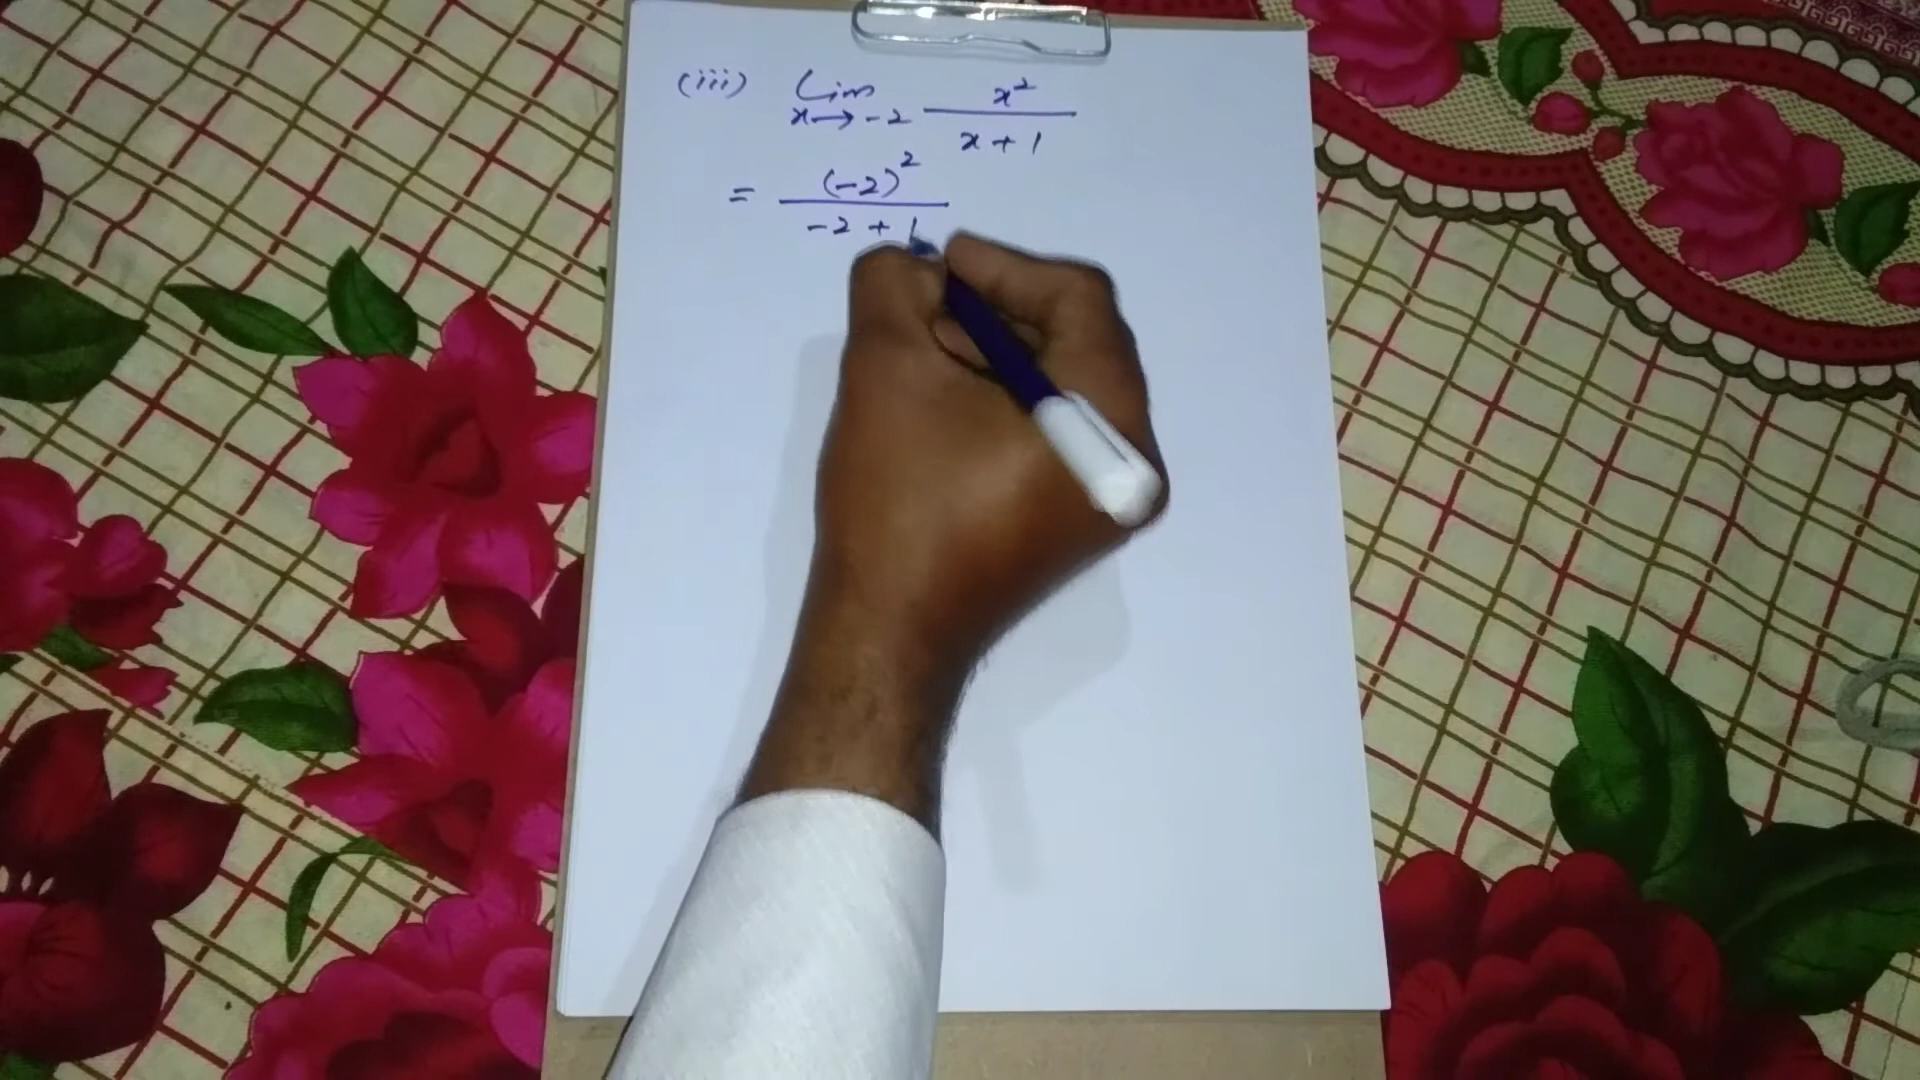 (iii) Lim x→-2 x²/(x+1)
= (-2)²/(-2+1)